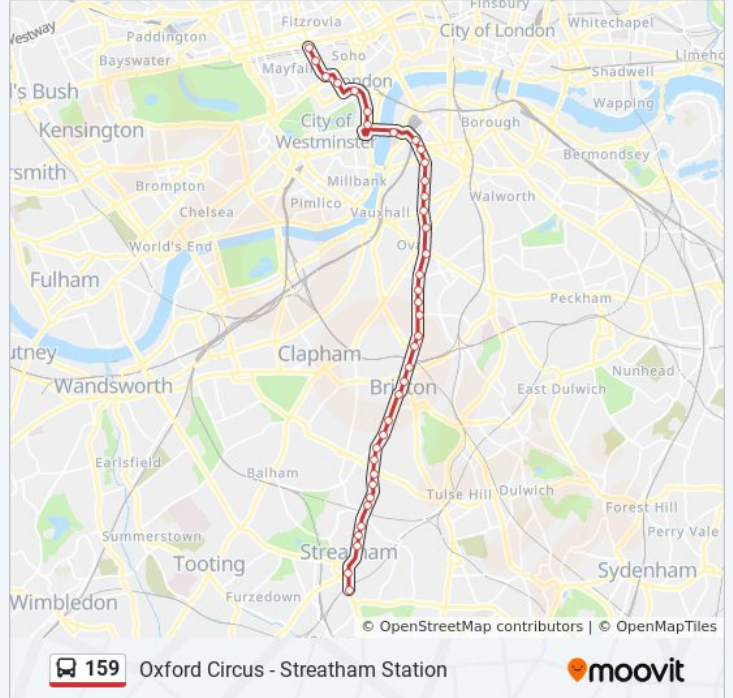 Finsbury
Fitzrovia
Whitechapel
Westway
Paddington
City of London
Soho
Bayswater
Mayfair
Limeho
Shadwell
ondon
l's Bush
Wapping
City of
Westminster
Borough
Kensington
Bermondsey
rsmith
Millbank
Brompton
Walworth
Pimlico
Chelsea
Vauxhall
World's End
Ova
Fulham
Peckham
utney
Clapham
Nunhead
Wandsworth
Brixton
East Dulwich
Earlsfield
Balham
Tulse Hill
Dulwich
Forest Hill
Perry Vale
Summerstown
Streatham
Tooting
Sydenham
Furzedown
Wimbledon
© OpenStreetMap contributors | © OpenMapTiles
159 Oxford Circus - Streatham Station moovit